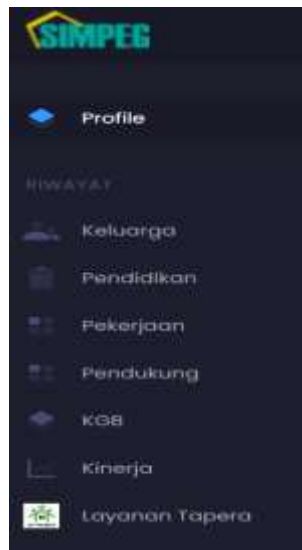 SIMPEG
Profile
RIWAYAT
Keluarga
Pendidikan
Pekerjaan
Pendukung
KGB
Kinerja
Layanan Tapera